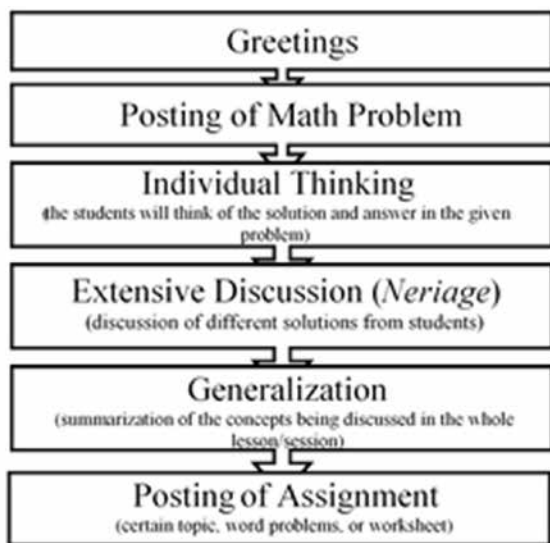 Greetings
Posting of Math Problem
Individual Thinking
(the students will think of the solution and answer in the given
problem)
Extensive Discussion (Neriage)
(discussion of different solutions from students)
Generalization
(summarization of the concepts being discussed in the whole
lesson/session)
Posting of Assignment
(certain topic, word problems, or worksheet)